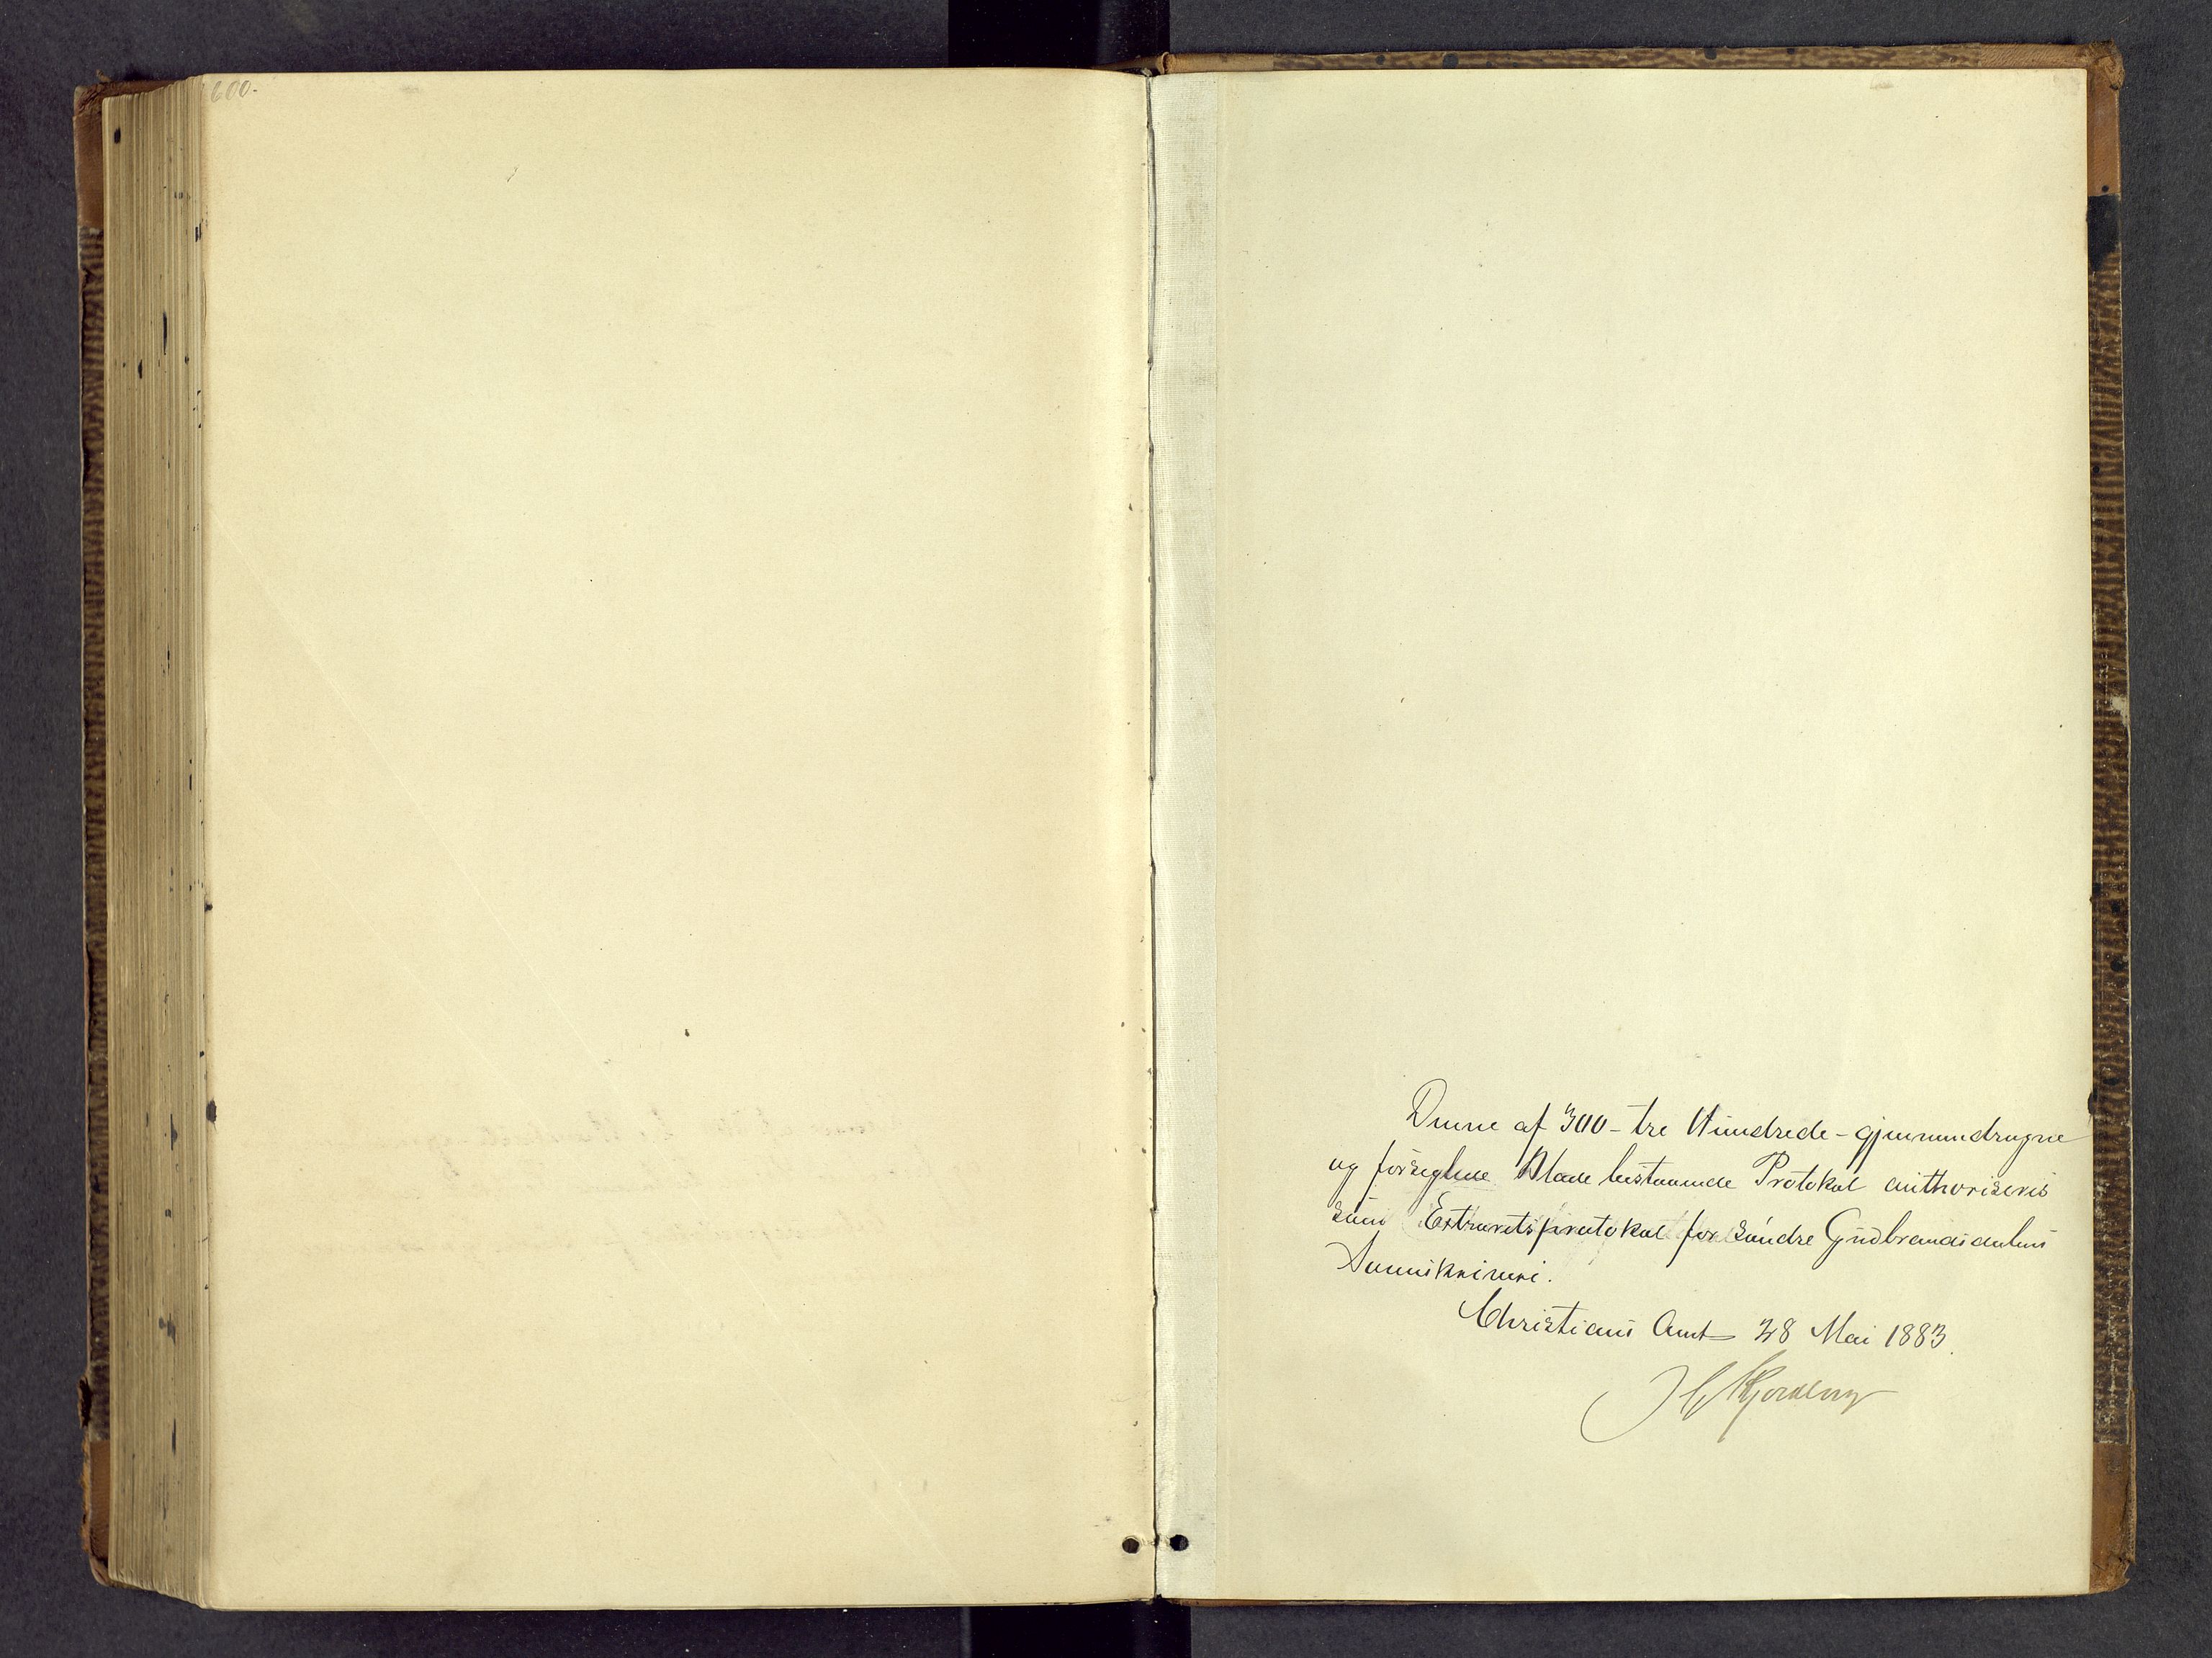 600.
Denne af 300 - tre Hundrede - gjennemdragne
og forseglede Blade bestaaende Protokol authoriseres
som Extraretsprotokol for Søndre Gudbrandsdalens
Sorenskriveri.
Christians Amt 28 Mai 1883.